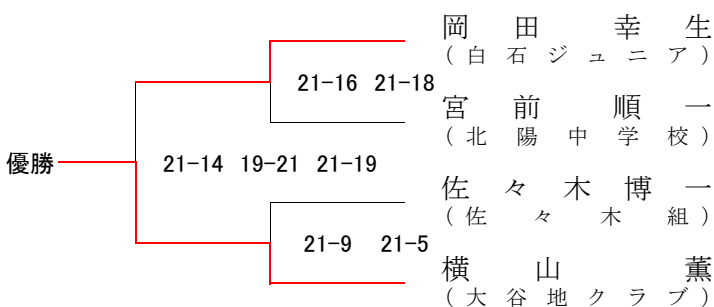 岡田 幸生
(白石ジュニア)
21-16 21-18
宮前 順一
(北陽中学校)
優勝
21-14 19-21 21-19
佐々木博一
(佐々木組)
21-9 21-5
横山 薫
(大谷地クラブ)